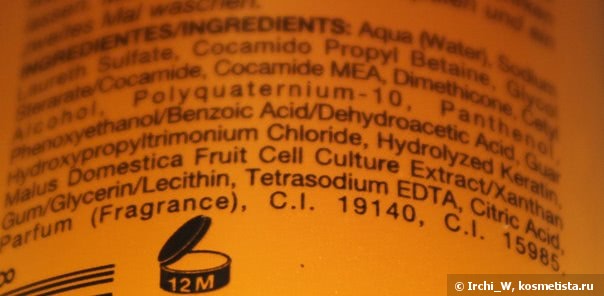 Mal waschen.
INGREDIENTES/INGREDIENTS: Aqua (Water), Sodium
Laureth Sulfate, Cocamido Propyl Betaine, Glycol
Stearate/Cocamide, Cocamide MEA, Dimethicone, Cetyl
Alcohol, Polyquaternium-10, Panthenol,
Phenoxyethanol/Benzoic Acid/Dehydroacetic Acid, Guar
Hydroxypropyltrimonium Chloride, Hydrolyzed Keratin,
Malus Domestica Fruit Cell Culture Extract/Xanthan
Gum/Glycerin/Lecithin, Tetrasodium EDTA, Citric Acid,
Parfum (Fragrance), C.I. 19140, C.I. 15985.
12 M
© Irchi_W, kosmetista.ru